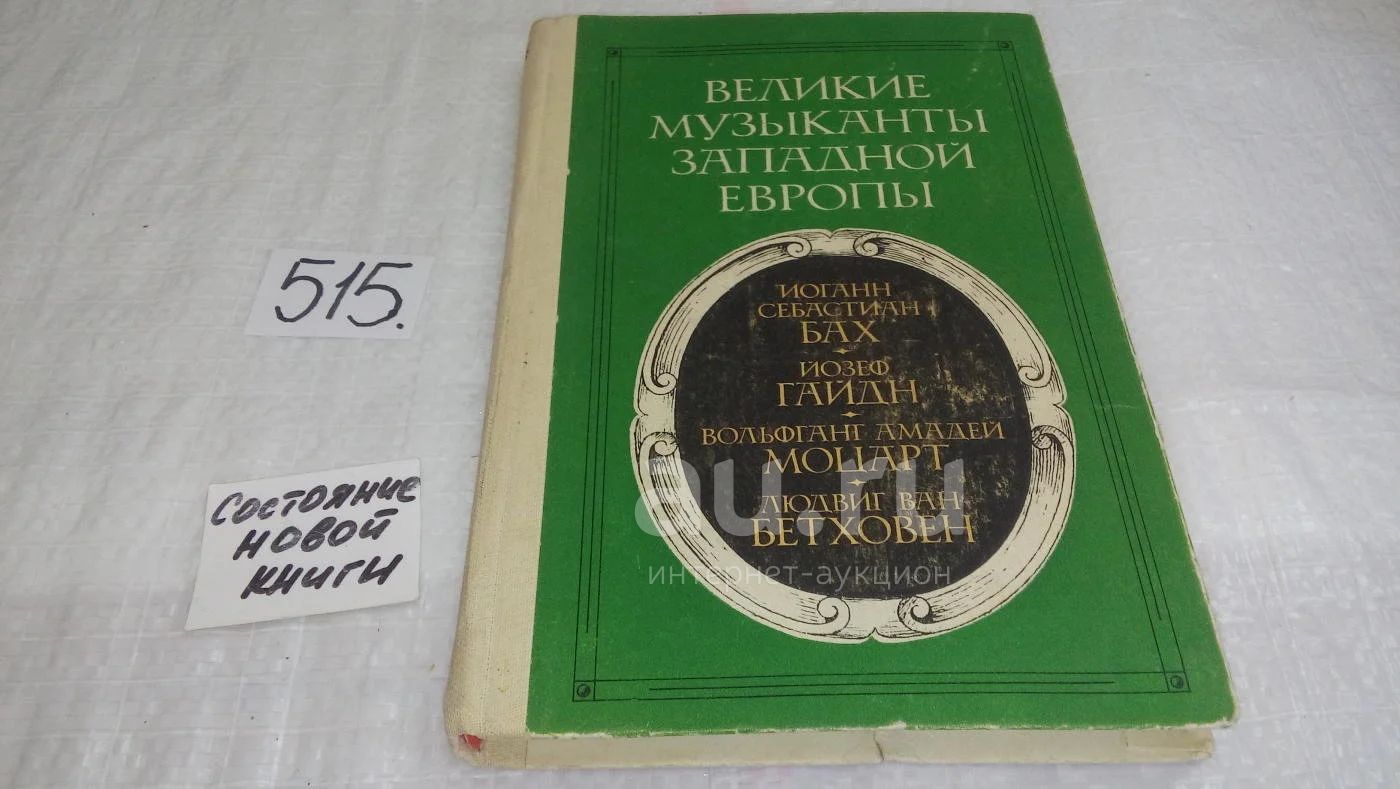 ВЕЛИКИЕ
МУЗЫКАНТЫ
ЗАПАДНОЙ
ЕВРОПЫ
ИОГАНН
СЕБАСТИАН
БАХ
ЙОЗЕФ
ГАЙДН
ВОЛЬФГАНГ АМАДЕЙ
МОЦАРТ
ЛЮДВИГ ВАН
БЕТХОВЕН
515.
Состояние
новой
книги
au.ru
интернет-аукцион